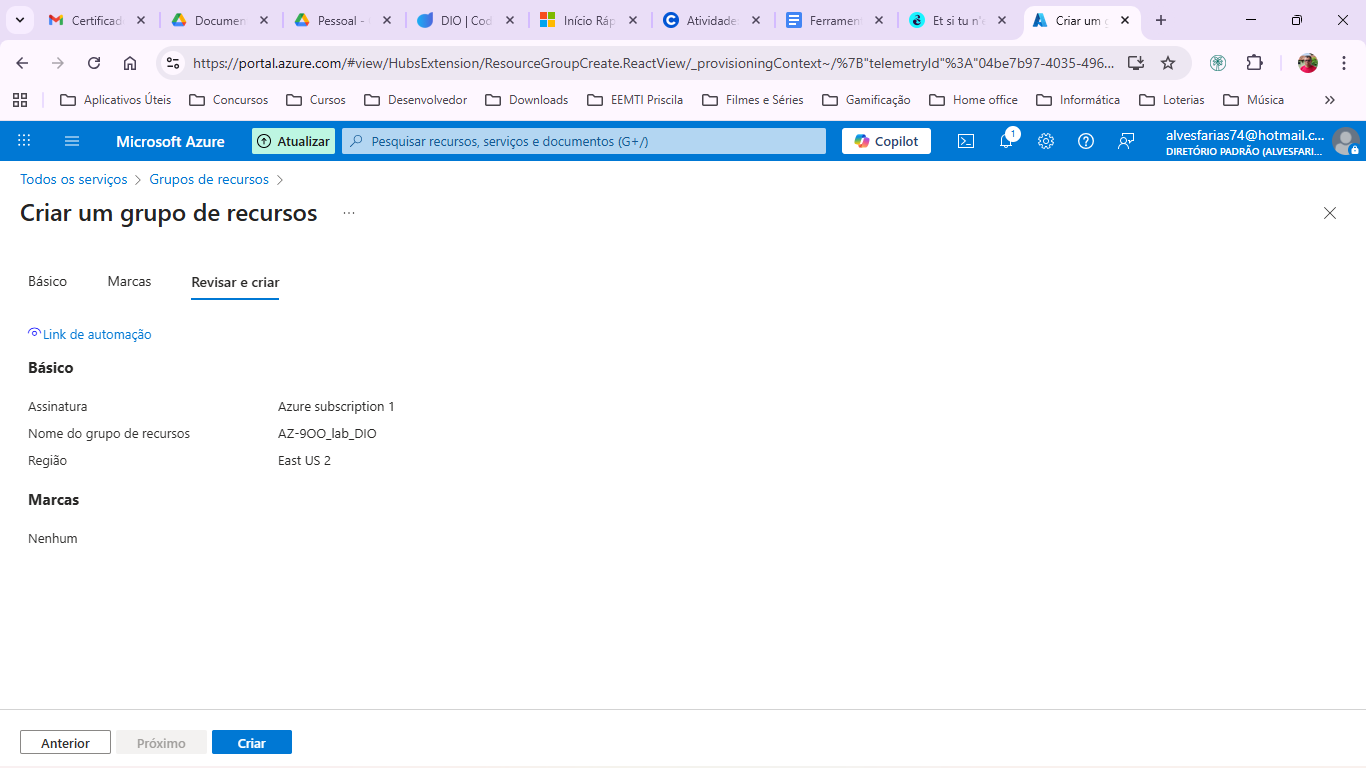 Certificado
Documen
Pessoal -
DIO | Cod
Início Ráp
Atividade
Ferrament
Et si tu n'
Criar um g
https://portal.azure.com/#view/HubsExtension/ResourceGroupCreate.ReactView/_provisioningContext~/%7B"telemetryId"%3A"04be7b97-4035-496...
Aplicativos Úteis
Concursos
Cursos
Desenvolvedor
Downloads
EEMTI Priscila
Filmes e Séries
Gamificação
Home office
Informática
Loterias
Música
Microsoft Azure
Atualizar
Pesquisar recursos, serviços e documentos (G+/)
Copilot
1
alvesfarias74@hotmail.c...
DIRETÓRIO PADRÃO (ALVESFARI...
Todos os serviços > Grupos de recursos >
Criar um grupo de recursos ...
Básico
Marcas
Revisar e criar
Link de automação
Básico
Assinatura Azure subscription 1
Nome do grupo de recursos AZ-9OO_lab_DIO
Região East US 2
Marcas
Nenhum
Anterior
Próximo
Criar